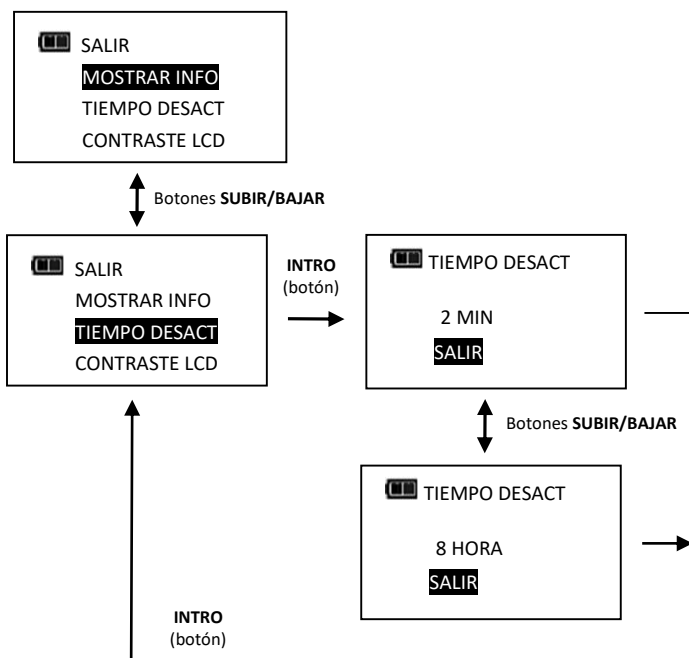 SALIR
MOSTRAR INFO
TIEMPO DESACT
CONTRASTE LCD
Botones SUBIR/BAJAR
SALIR
MOSTRAR INFO
TIEMPO DESACT
CONTRASTE LCD
INTRO
(botón)
TIEMPO DESACT
2 MIN
SALIR
Botones SUBIR/BAJAR
TIEMPO DESACT
8 HORA
SALIR
INTRO
(botón)